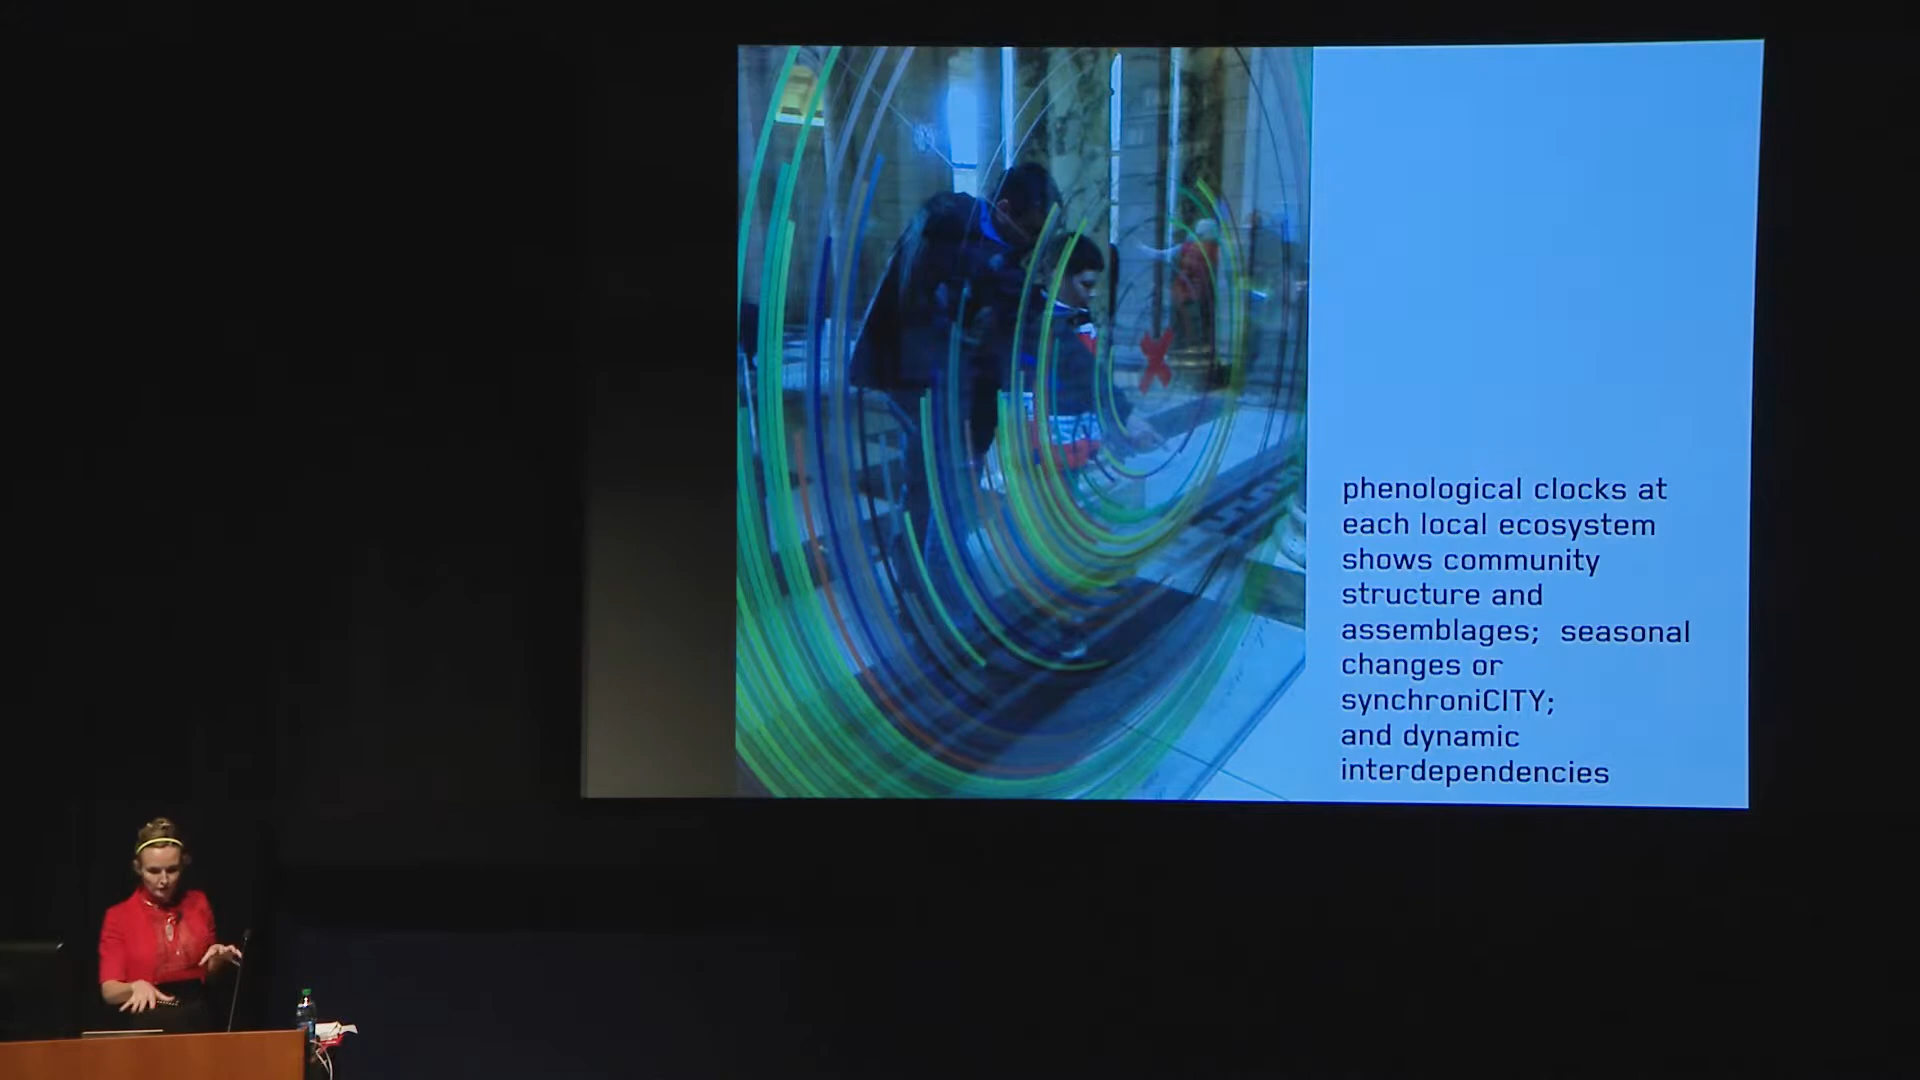 phenological clocks at
each local ecosystem
shows community
structure and
assemblages; seasonal
changes or
synchroniCITY;
and dynamic
interdependencies